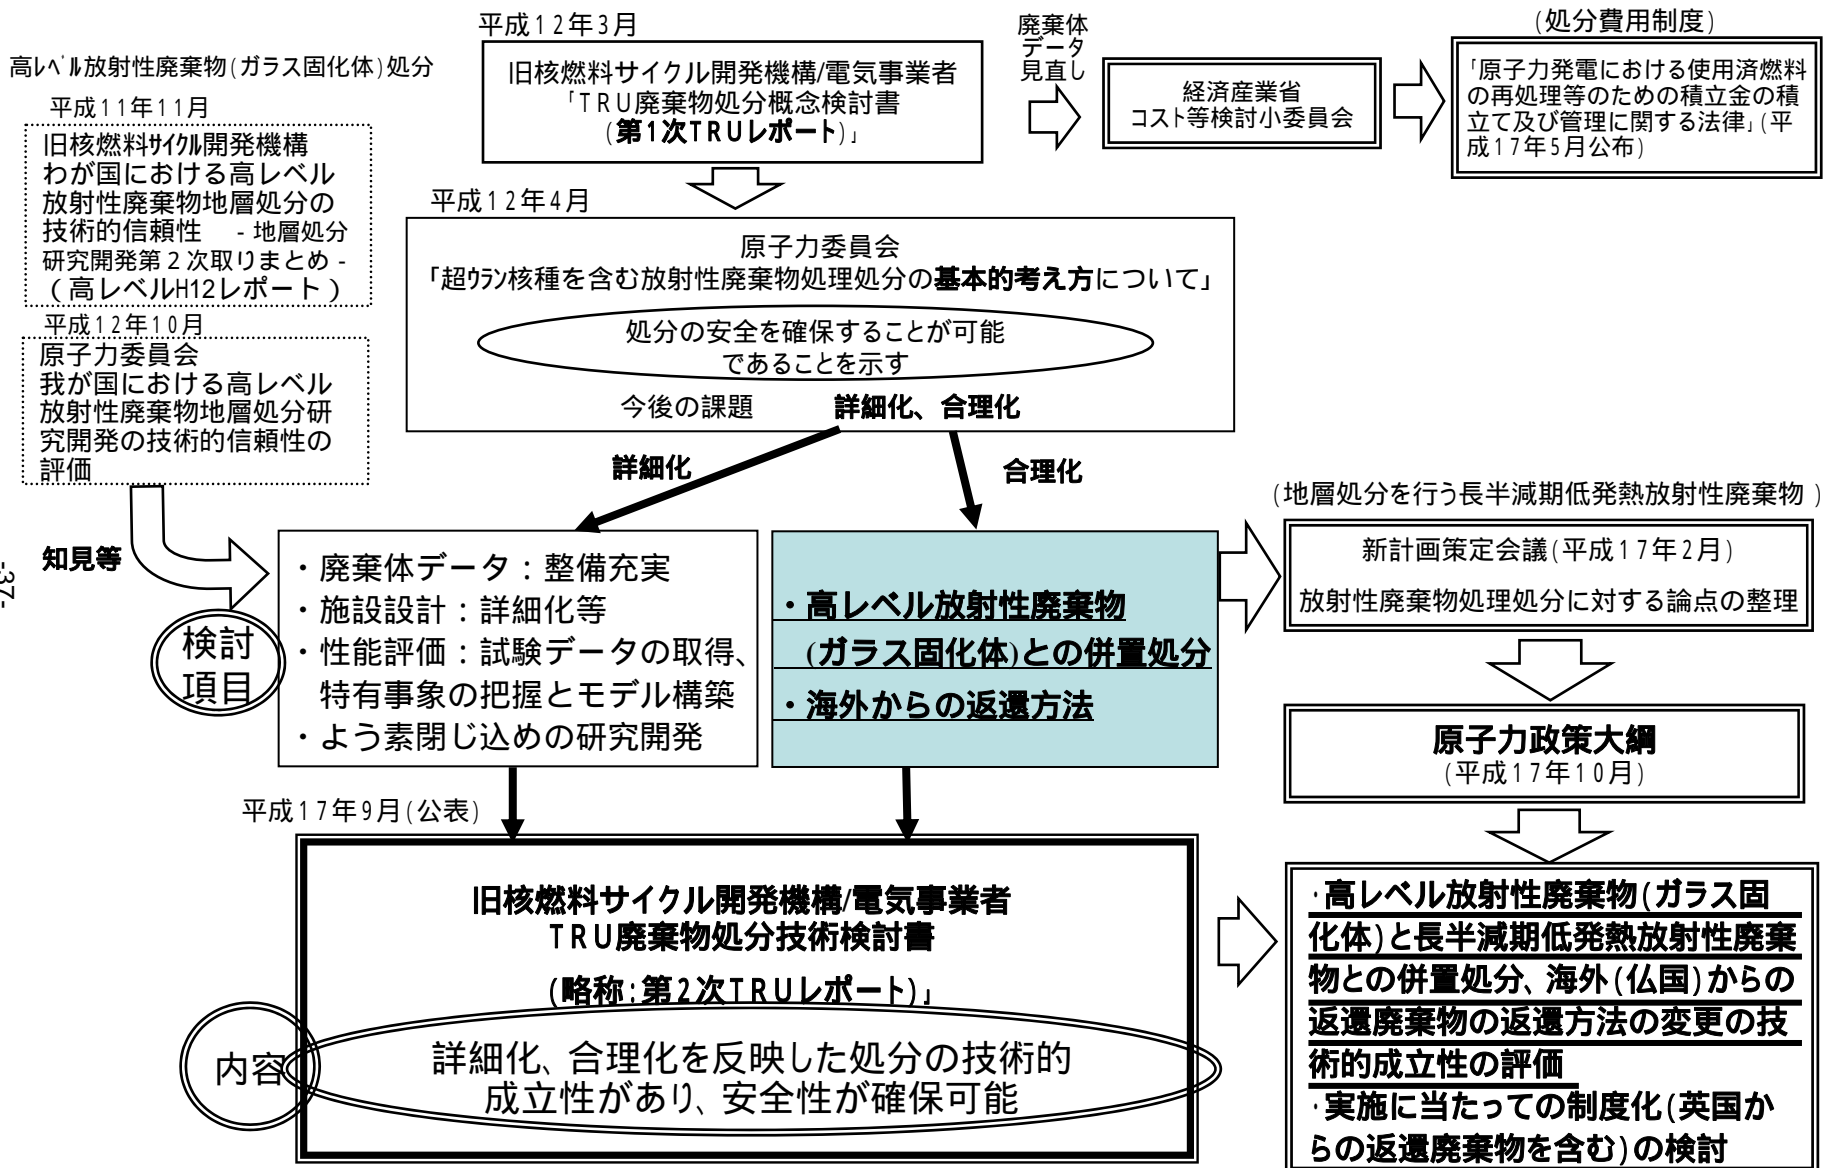 高レベル放射性廃棄物(ガラス固化体)処分
平成11年11月
旧核燃料サイクル開発機構
わが国における高レベル
放射性廃棄物地層処分の
技術的信頼性 - 地層処分
研究開発第2次取りまとめ -
(高レベルH12レポート)
平成12年10月
原子力委員会
我が国における高レベル
放射性廃棄物地層処分研
究開発の技術的信頼性の
評価
知見等
-37-
平成12年3月
旧核燃料サイクル開発機構/電気事業者
「TRU廃棄物処分概念検討書
(第1次TRUレポート)」
廃棄体
データ
見直し
経済産業省
コスト等検討小委員会
(処分費用制度)
「原子力発電における使用済燃料
の再処理等のための積立金の積
立て及び管理に関する法律」(平
成17年5月公布)
平成12年4月
原子力委員会
「超ウラン核種を含む放射性廃棄物処理処分の基本的考え方について」
処分の安全を確保することが可能
であることを示す
今後の課題 詳細化、合理化
詳細化
合理化
検討
項目
・廃棄体データ：整備充実
・施設設計：詳細化等
・性能評価：試験データの取得、
特有事象の把握とモデル構築
・よう素閉じ込めの研究開発
・高レベル放射性廃棄物
(ガラス固化体)との併置処分
・海外からの返還方法
(地層処分を行う長半減期低発熱放射性廃棄物)
新計画策定会議(平成17年2月)
放射性廃棄物処理処分に対する論点の整理
原子力政策大綱
(平成17年10月)
平成17年9月(公表)
旧核燃料サイクル開発機構/電気事業者
TRU廃棄物処分技術検討書
(略称:第2次TRUレポート)」
内容
詳細化、合理化を反映した処分の技術的
成立性があり、安全性が確保可能
・高レベル放射性廃棄物(ガラス固
化体)と長半減期低発熱放射性廃棄
物との併置処分、海外(仏国)からの
返還廃棄物の返還方法の変更の技
術的成立性の評価
・実施に当たっての制度化(英国か
らの返還廃棄物を含む)の検討